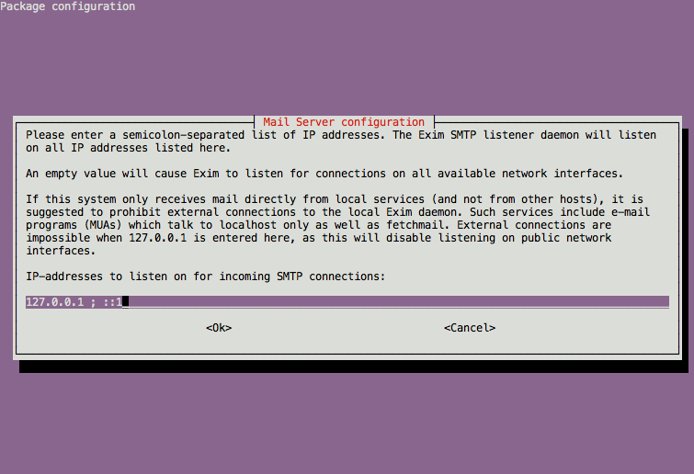 Package configuration
Mail Server configuration
Please enter a semicolon-separated list of IP addresses. The Exim SMTP listener daemon will listen
on all IP addresses listed here.
An empty value will cause Exim to listen for connections on all available network interfaces.
If this system only receives mail directly from local services (and not from other hosts), it is
suggested to prohibit external connections to the local Exim daemon. Such services include e-mail
programs (MUAs) which talk to localhost only as well as fetchmail. External connections are
impossible when 127.0.0.1 is entered here, as this will disable listening on public network
interfaces.
IP-addresses to listen on for incoming SMTP connections:
127.0.0.1 ; ::1
<Ok> <Cancel>